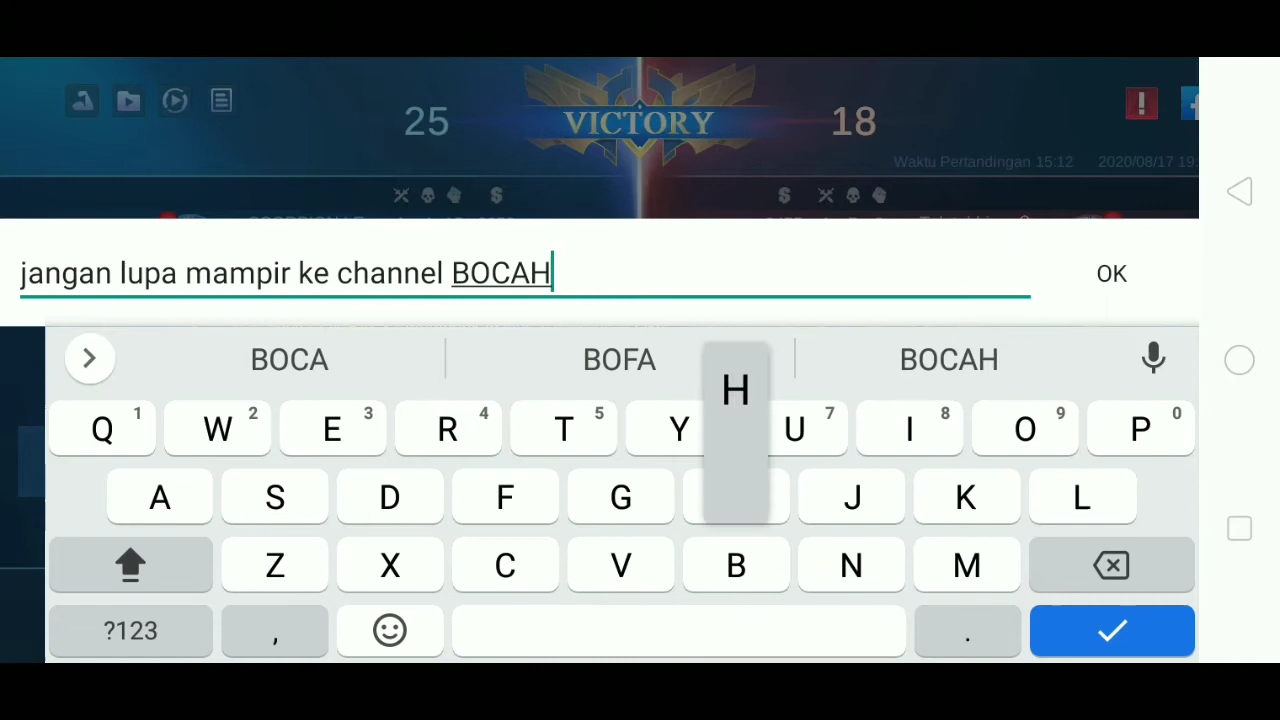 25 VICTORY 18
Waktu Pertandingan 15:12 2020/08/17 19:
jangan lupa mampir ke channel BOCAH OK
BOCA BOFA BOCAH
H
Q 1 W 2 E 3 R 4 T 5 Y U 7 I 8 O 9 P 0
A S D F G J K L
Z X C V B N M
?123 , .